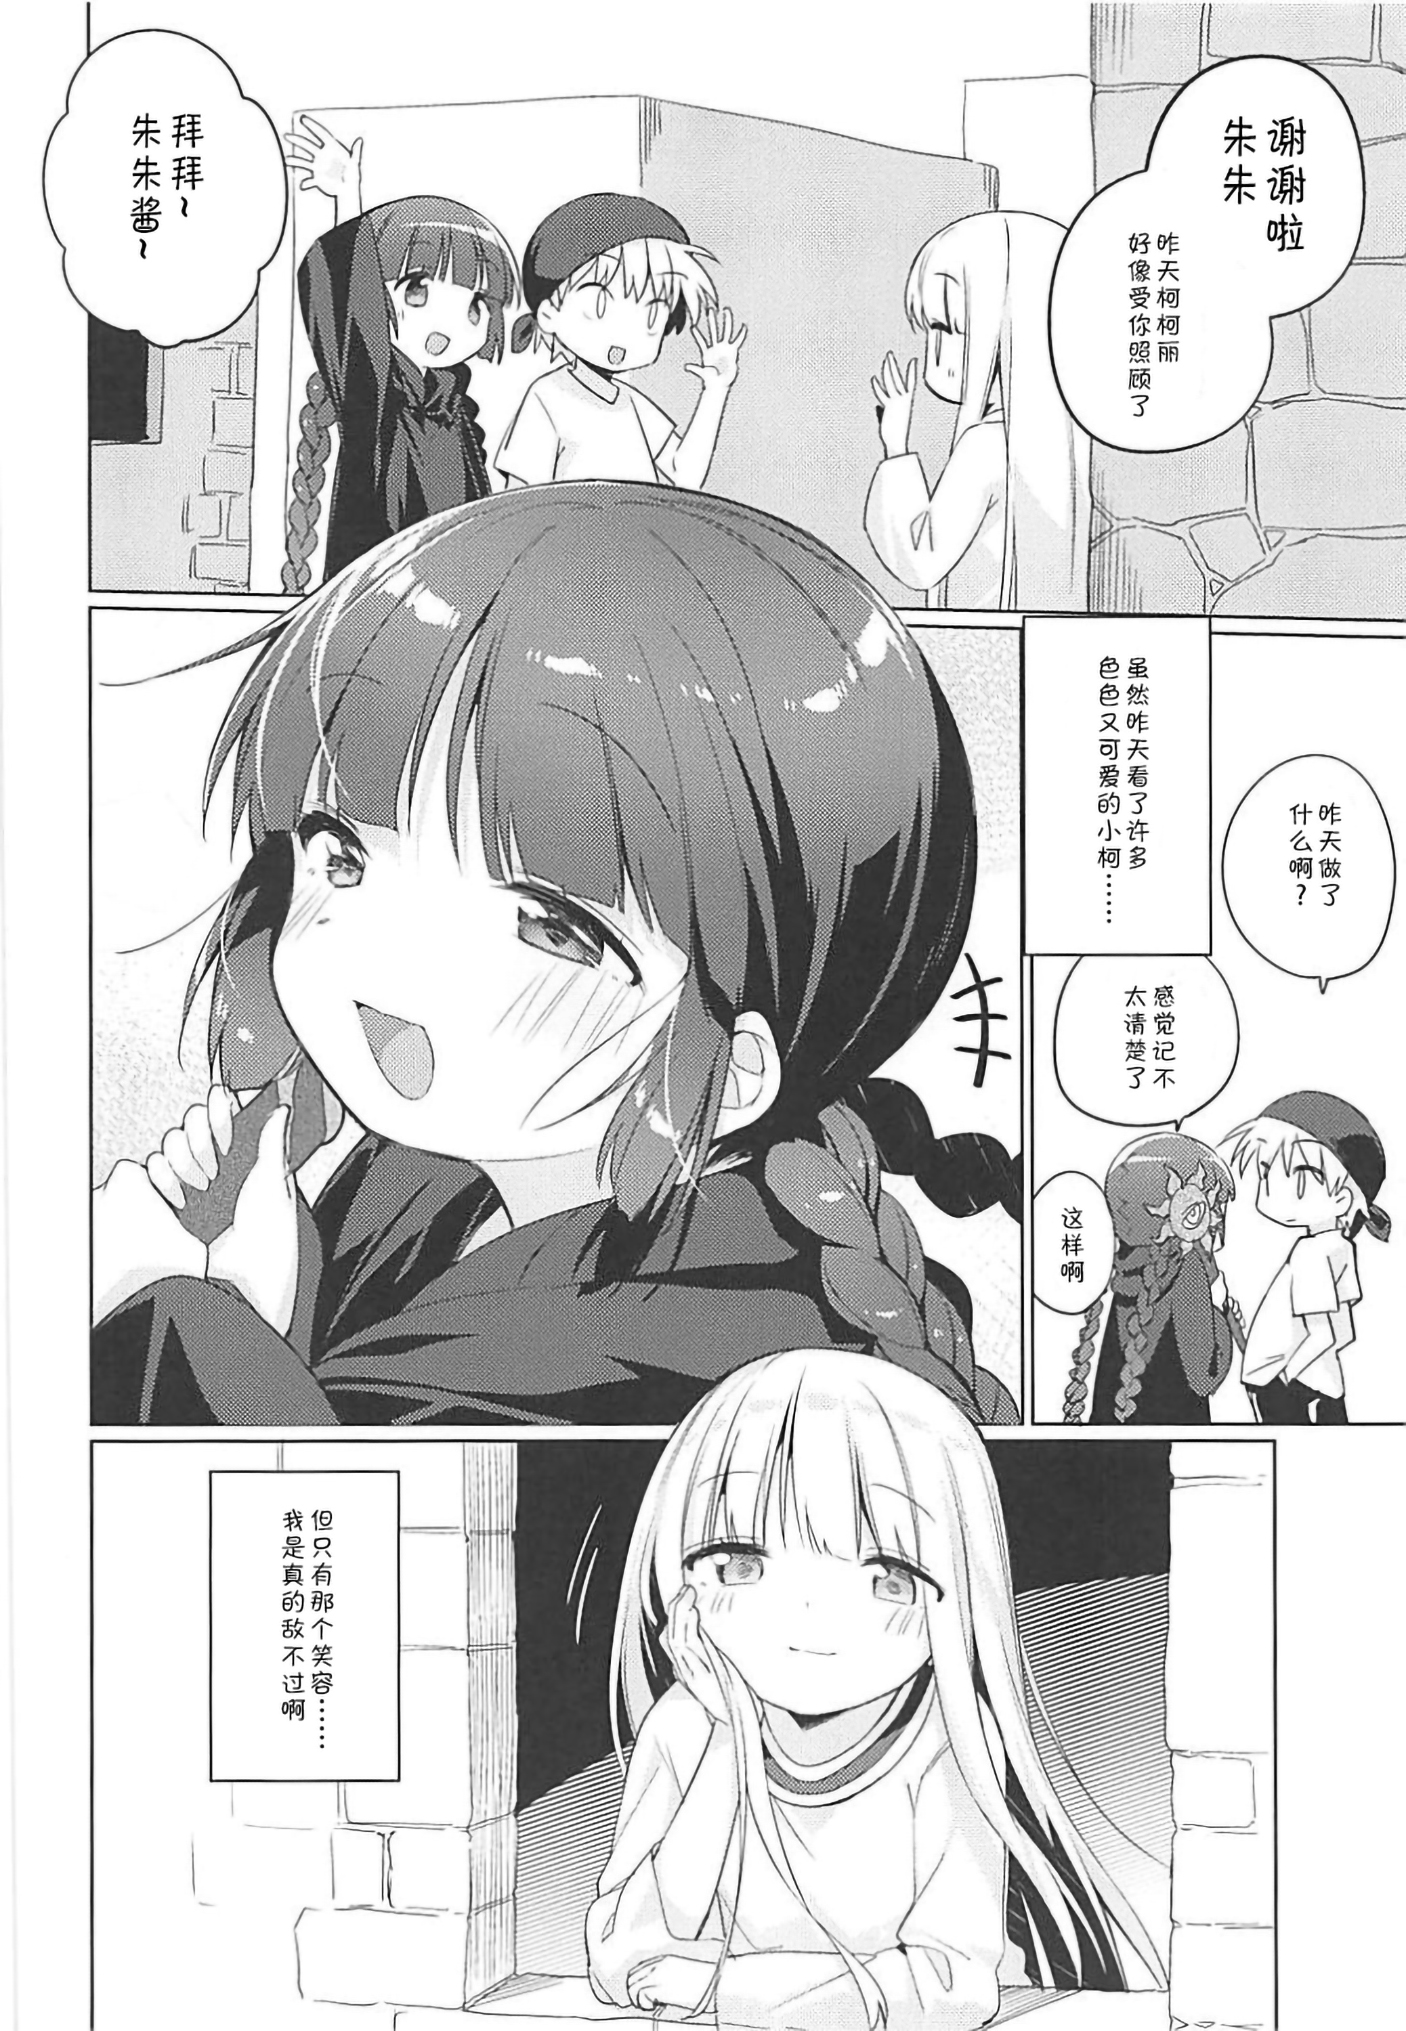 谢谢啦
朱朱
昨天柯柯丽
好像受你照顾了
拜拜~
朱朱酱~
昨天做了
什么啊？
感觉记不
太清楚了
这样啊
虽然昨天看了许多
色色又可爱的小柯……
但只有那个笑容……
我是真的敌不过啊